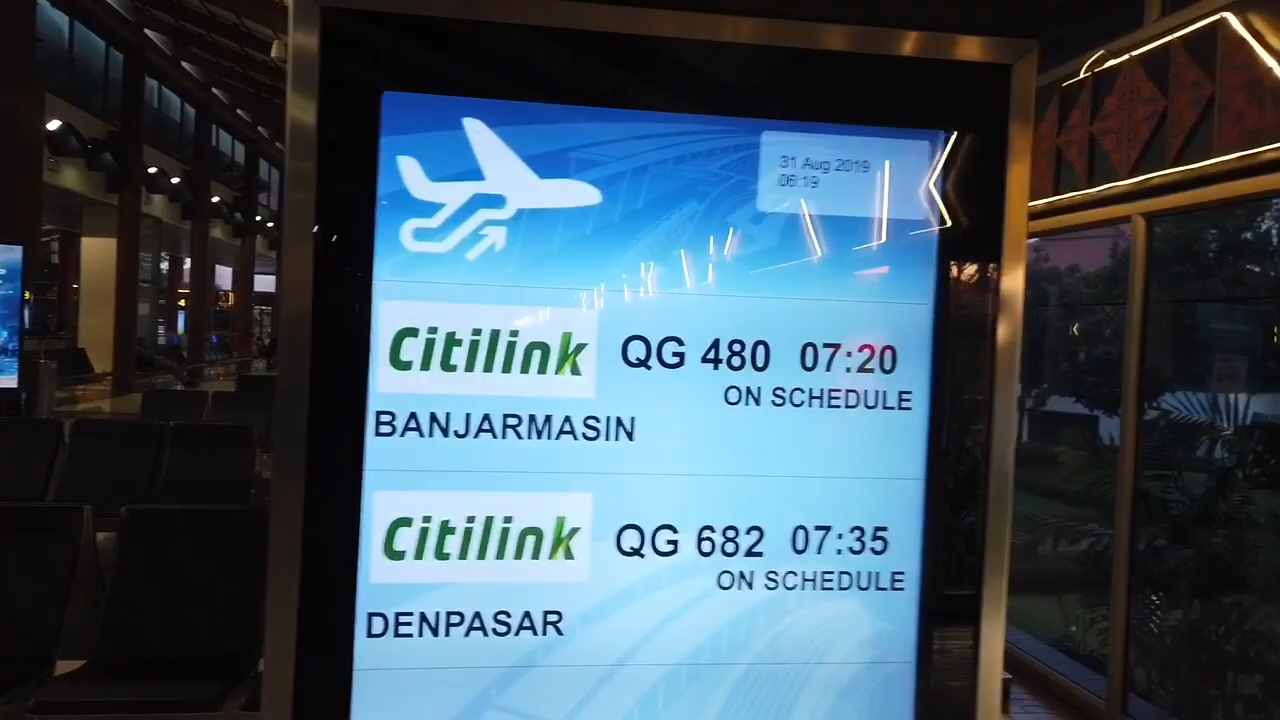 31 Aug 2019
06:19
Citilink QG 480 07:20
ON SCHEDULE
BANJARMASIN
Citilink QG 682 07:35
ON SCHEDULE
DENPASAR